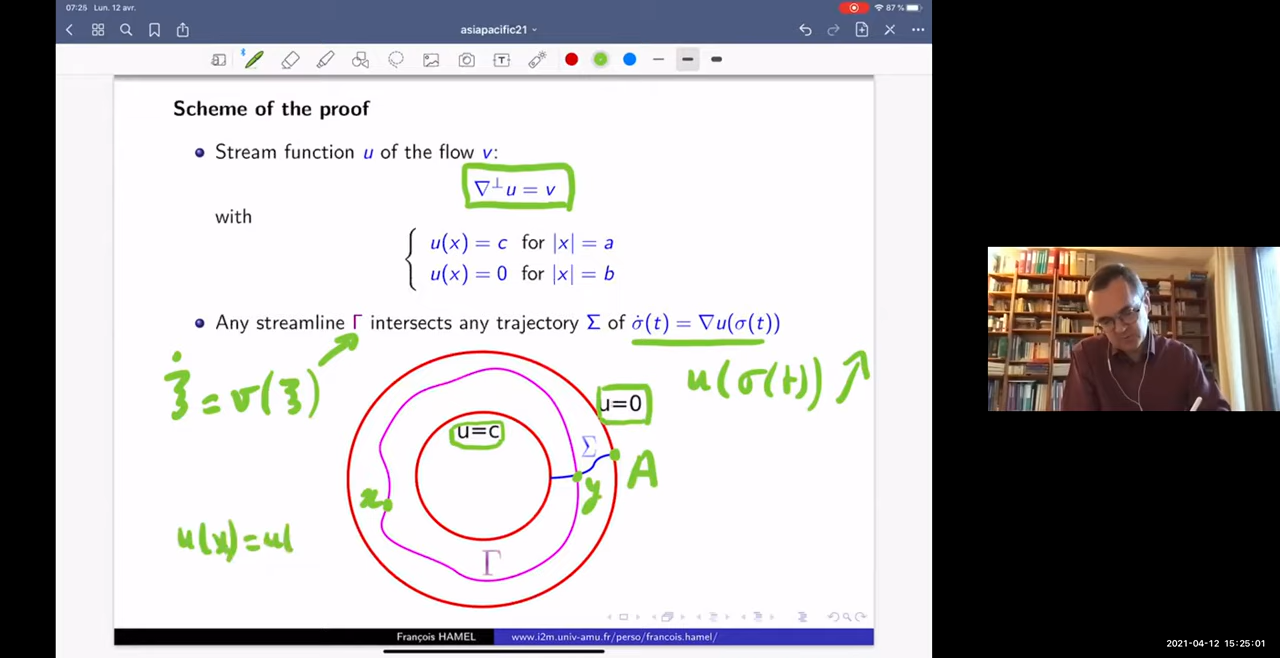 07:25 Lun. 12 avr.
87 %
asiapacific21
Scheme of the proof
Stream function u of the flow v:
∇⊥u = v
with
u(x) = c for |x| = a
u(x) = 0 for |x| = b
Any streamline Γ intersects any trajectory Σ of σ̇(t) = ∇u(σ(t))
ξ̇ = v(ξ)
u(σ(t)) ↗
u=0
u=c
Σ
A
x
y
u(x) = u(
Γ
François HAMEL
www.i2m.univ-amu.fr/perso/francois.hamel/
2021-04-12 15:25:01